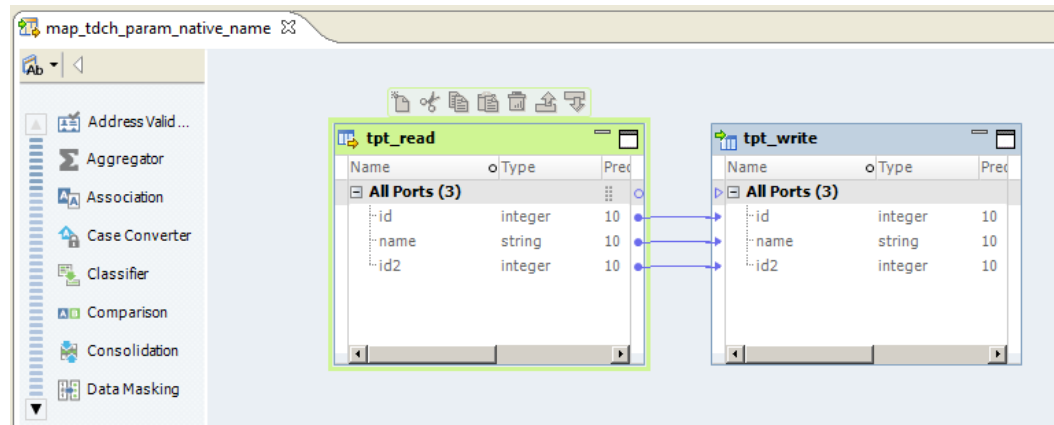 map_tdch_param_native_name
Ab
Address Valid...
Aggregator
Association
Case Converter
Classifier
Comparison
Consolidation
Data Masking
tpt_read
Name Type Prec
All Ports (3)
id integer 10
name string 10
id2 integer 10
tpt_write
Name Type Prec
All Ports (3)
id integer 10
name string 10
id2 integer 10